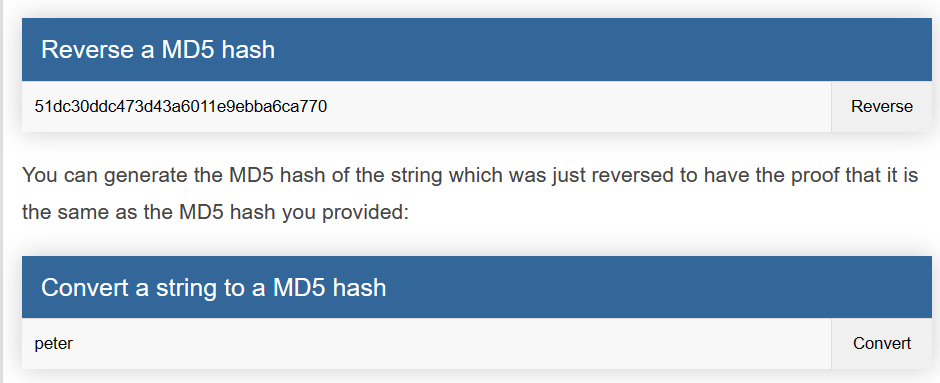 Reverse a MD5 hash
51dc30ddc473d43a6011e9ebba6ca770
Reverse
You can generate the MD5 hash of the string which was just reversed to have the proof that it is
the same as the MD5 hash you provided:
Convert a string to a MD5 hash
peter
Convert